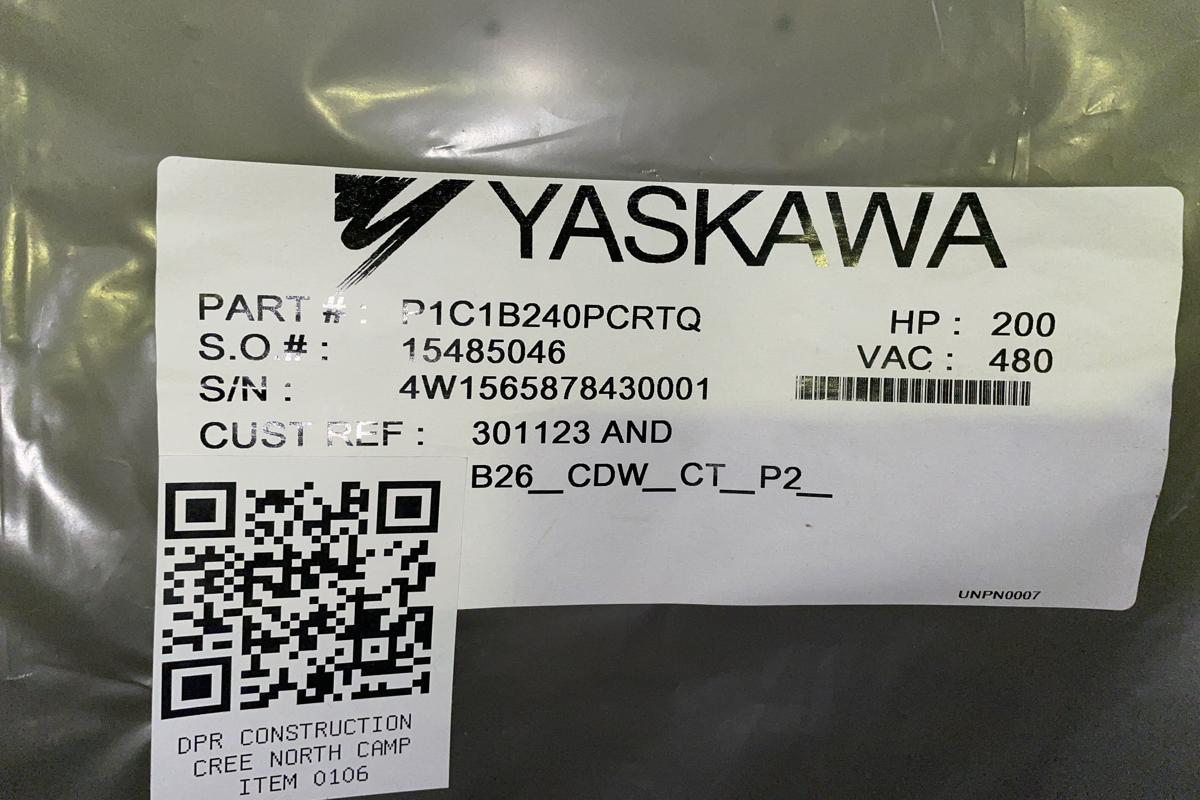 YASKAWA
PART # : P1C1B240PCRTQ
HP : 200
S.O.# : 15485046
VAC : 480
S/N : 4W1565878430001
CUST REF : 301123 AND
B26__CDW__CT__P2__
UNPN0007
DPR CONSTRUCTION
CREE NORTH CAMP
ITEM 0106